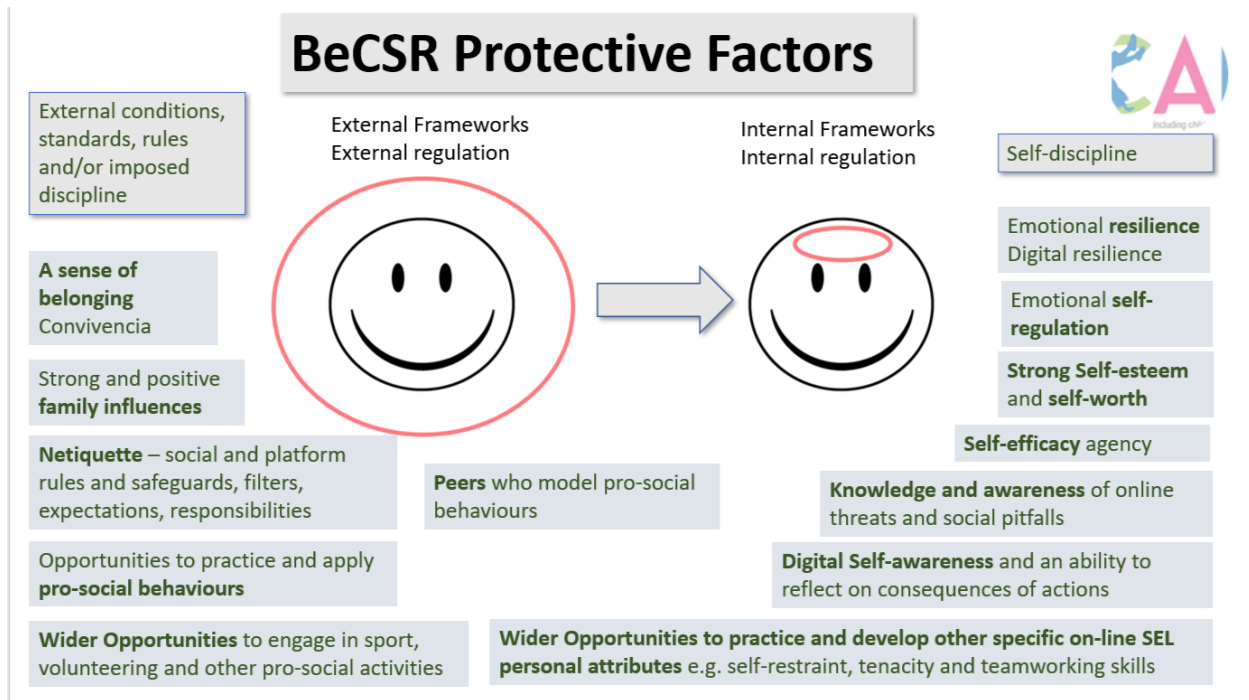 BeCSR Protective Factors
External conditions,
standards, rules
and/or imposed
discipline
External Frameworks
External regulation
Internal Frameworks
Internal regulation
CA
including chi
Self-discipline
A sense of
belonging
Convivencia
Strong and positive
family influences
Netiquette – social and platform
rules and safeguards, filters,
expectations, responsibilities
Peers who model pro-social
behaviours
Opportunities to practice and apply
pro-social behaviours
Wider Opportunities to engage in sport,
volunteering and other pro-social activities
Emotional resilience
Digital resilience
Emotional self-
regulation
Strong Self-esteem
and self-worth
Self-efficacy agency
Knowledge and awareness of online
threats and social pitfalls
Digital Self-awareness and an ability to
reflect on consequences of actions
Wider Opportunities to practice and develop other specific on-line SEL
personal attributes e.g. self-restraint, tenacity and teamworking skills